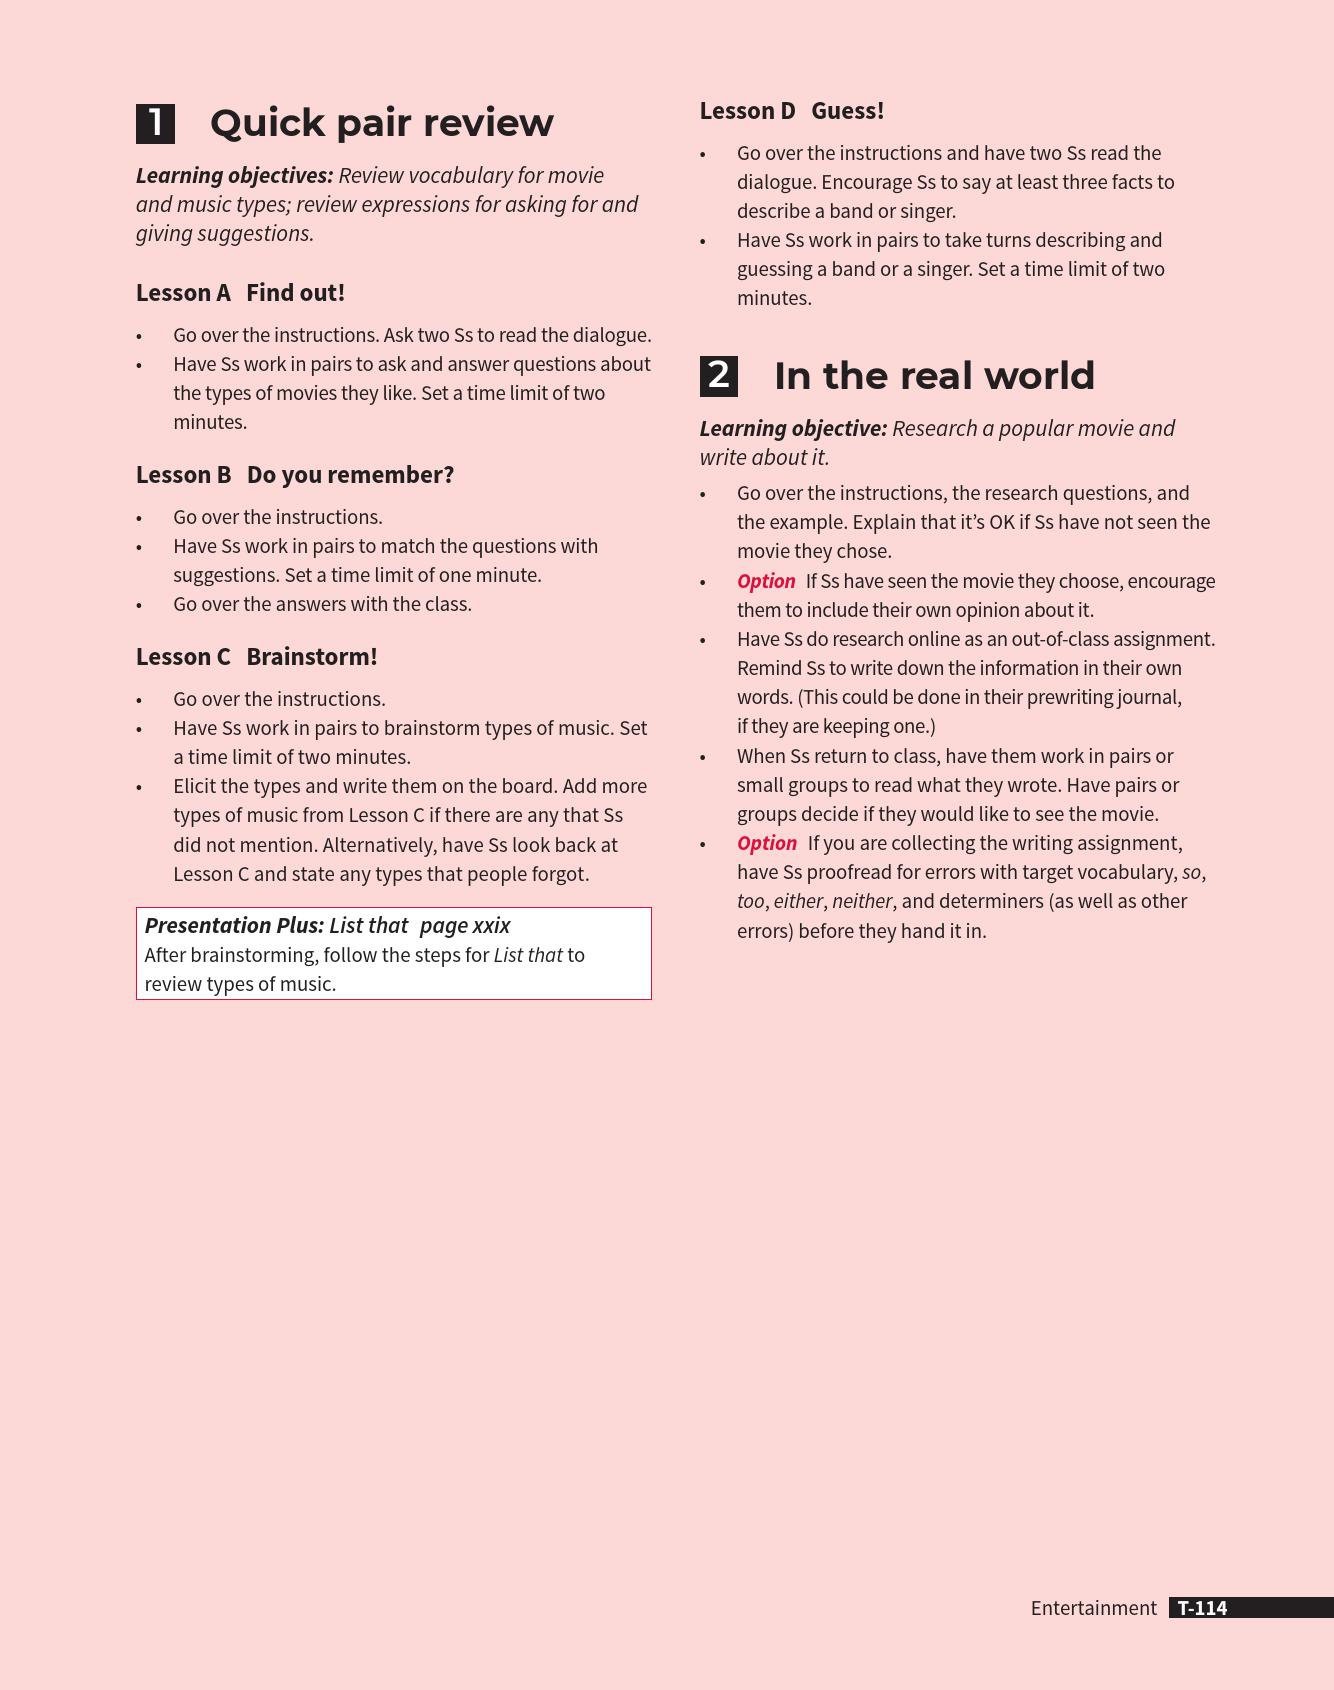 1 Quick pair review
Learning objectives: Review vocabulary for movie
and music types; review expressions for asking for and
giving suggestions.
Lesson A Find out!
• Go over the instructions. Ask two Ss to read the dialogue.
• Have Ss work in pairs to ask and answer questions about
the types of movies they like. Set a time limit of two
minutes.
Lesson B Do you remember?
• Go over the instructions.
• Have Ss work in pairs to match the questions with
suggestions. Set a time limit of one minute.
• Go over the answers with the class.
Lesson C Brainstorm!
• Go over the instructions.
• Have Ss work in pairs to brainstorm types of music. Set
a time limit of two minutes.
• Elicit the types and write them on the board. Add more
types of music from Lesson C if there are any that Ss
did not mention. Alternatively, have Ss look back at
Lesson C and state any types that people forgot.
Presentation Plus: List that page xxix
After brainstorming, follow the steps for List that to
review types of music.
Lesson D Guess!
• Go over the instructions and have two Ss read the
dialogue. Encourage Ss to say at least three facts to
describe a band or singer.
• Have Ss work in pairs to take turns describing and
guessing a band or a singer. Set a time limit of two
minutes.
2 In the real world
Learning objective: Research a popular movie and
write about it.
• Go over the instructions, the research questions, and
the example. Explain that it’s OK if Ss have not seen the
movie they chose.
• Option If Ss have seen the movie they choose, encourage
them to include their own opinion about it.
• Have Ss do research online as an out-of-class assignment.
Remind Ss to write down the information in their own
words. (This could be done in their prewriting journal,
if they are keeping one.)
• When Ss return to class, have them work in pairs or
small groups to read what they wrote. Have pairs or
groups decide if they would like to see the movie.
• Option If you are collecting the writing assignment,
have Ss proofread for errors with target vocabulary, so,
too, either, neither, and determiners (as well as other
errors) before they hand it in.
Entertainment T-114